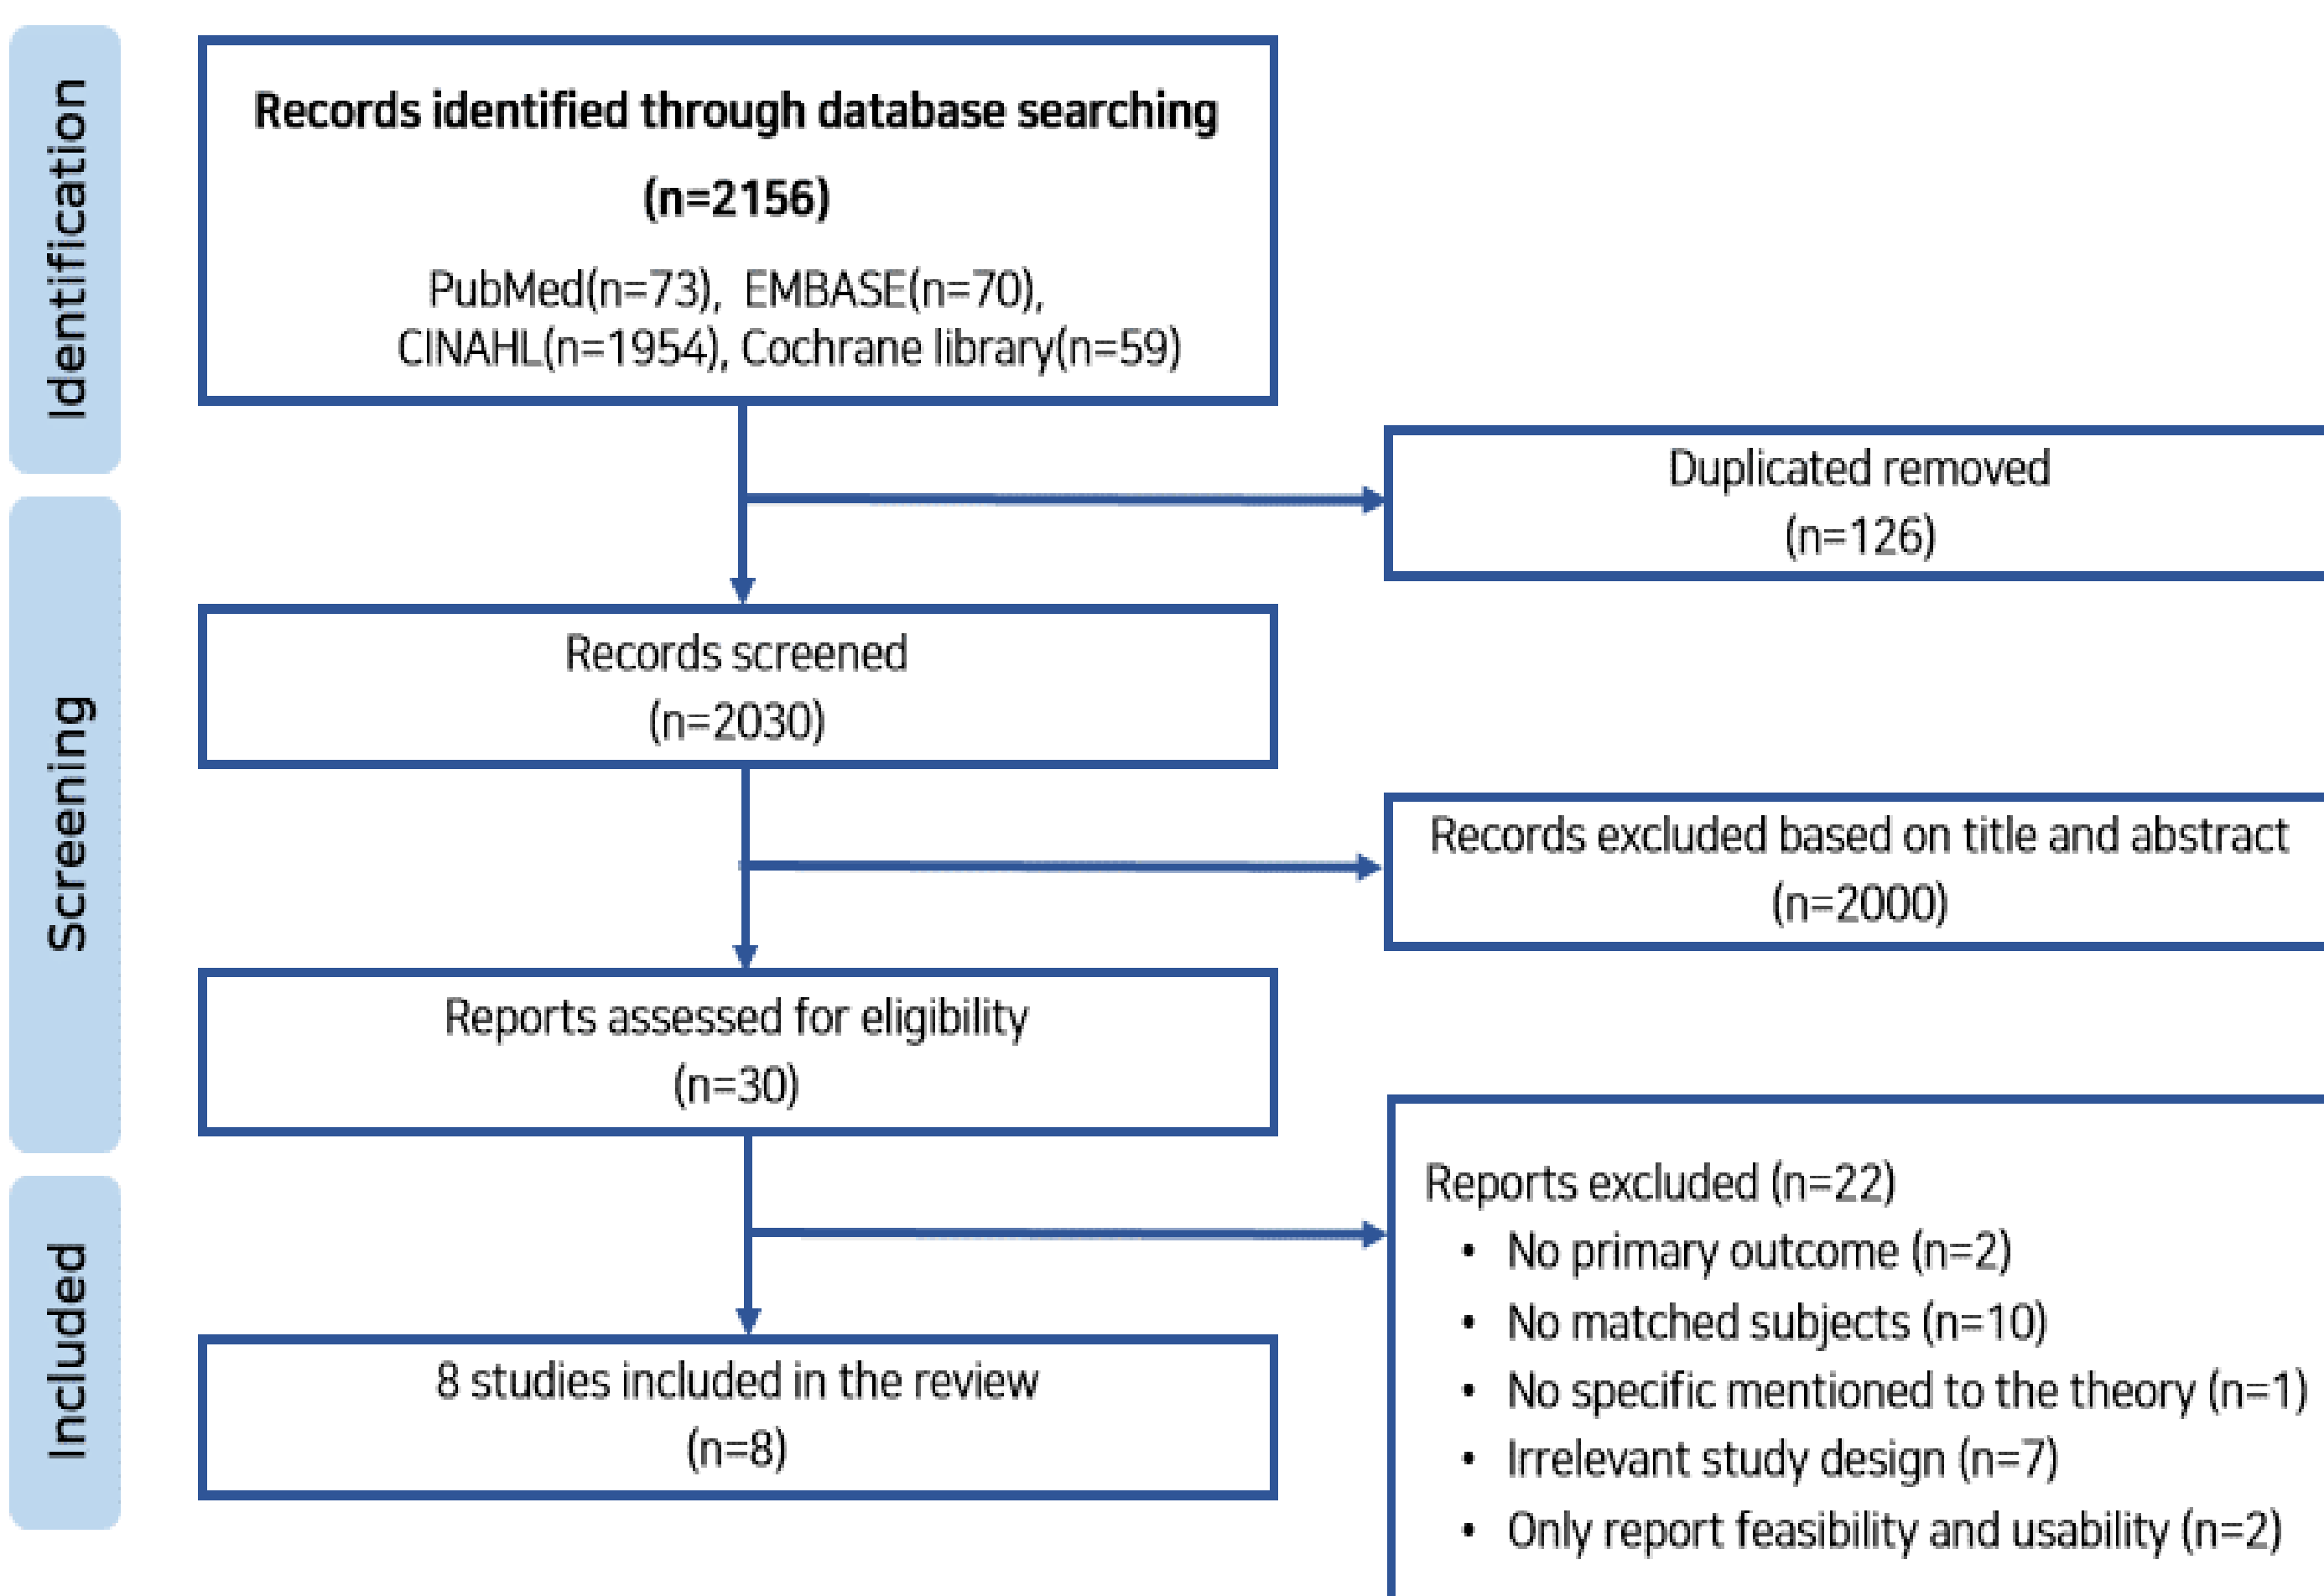 Identification
Records identified through database searching
(n=2156)
PubMed(n=73), EMBASE(n=70),
CINAHL(n=1954), Cochrane library(n=59)
Duplicated removed
(n=126)
Screening
Records screened
(n=2030)
Records excluded based on title and abstract
(n=2000)
Reports assessed for eligibility
(n=30)
Reports excluded (n=22)
• No primary outcome (n=2)
• No matched subjects (n=10)
• No specific mentioned to the theory (n=1)
• Irrelevant study design (n=7)
• Only report feasibility and usability (n=2)
Included
8 studies included in the review
(n=8)